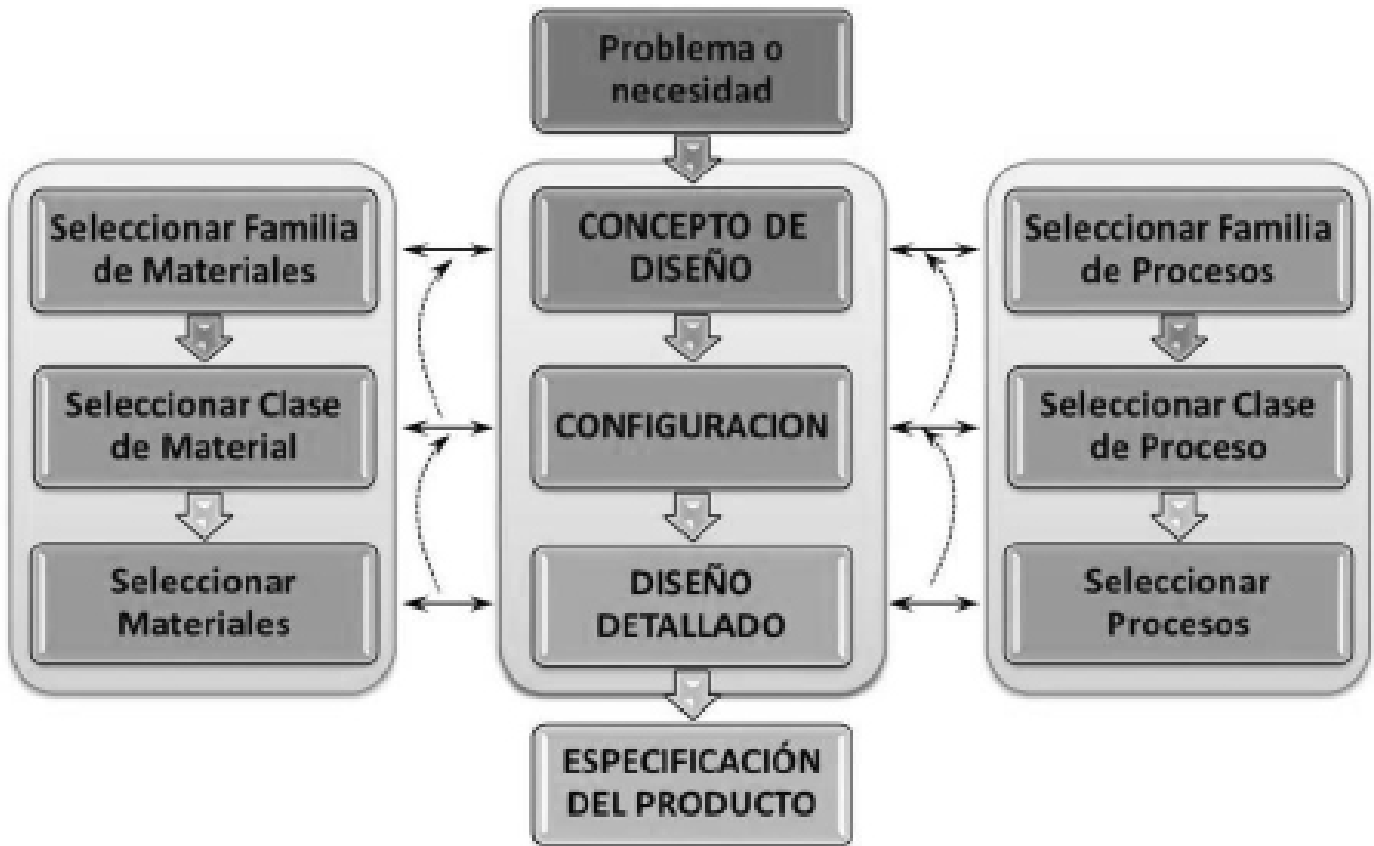 Problema o
necesidad
Seleccionar Familia
de Materiales
CONCEPTO DE
DISEÑO
Seleccionar Familia
de Procesos
Seleccionar Clase
de Material
CONFIGURACION
Seleccionar Clase
de Proceso
Seleccionar
Materiales
DISEÑO
DETALLADO
Seleccionar
Procesos
ESPECIFICACIÓN
DEL PRODUCTO